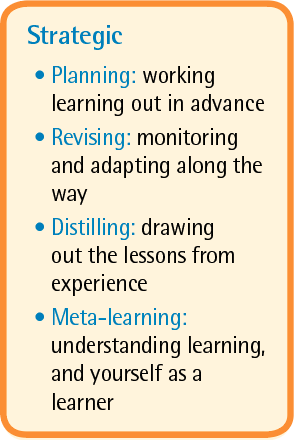 Strategic
• Planning: working
learning out in advance
• Revising: monitoring
and adapting along the
way
• Distilling: drawing
out the lessons from
experience
• Meta-learning:
understanding learning,
and yourself as a
learner